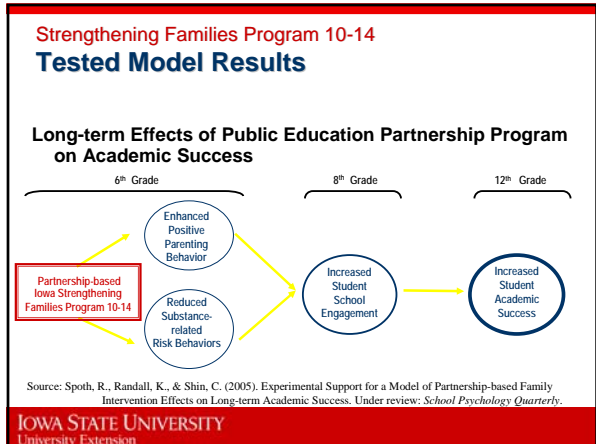 Strengthening Families Program 10-14
Tested Model Results
Long-term Effects of Public Education Partnership Program
on Academic Success
6th Grade
8th Grade
12th Grade
Enhanced
Positive
Parenting
Behavior
Partnership-based
Iowa Strengthening
Families Program 10-14
Reduced
Substance-
related
Risk Behaviors
Increased
Student
School
Engagement
Increased
Student
Academic
Success
Source: Spoth, R., Randall, K., & Shin, C. (2005). Experimental Support for a Model of Partnership-based Family
Intervention Effects on Long-term Academic Success. Under review: School Psychology Quarterly.
IOWA STATE UNIVERSITY
University Extension